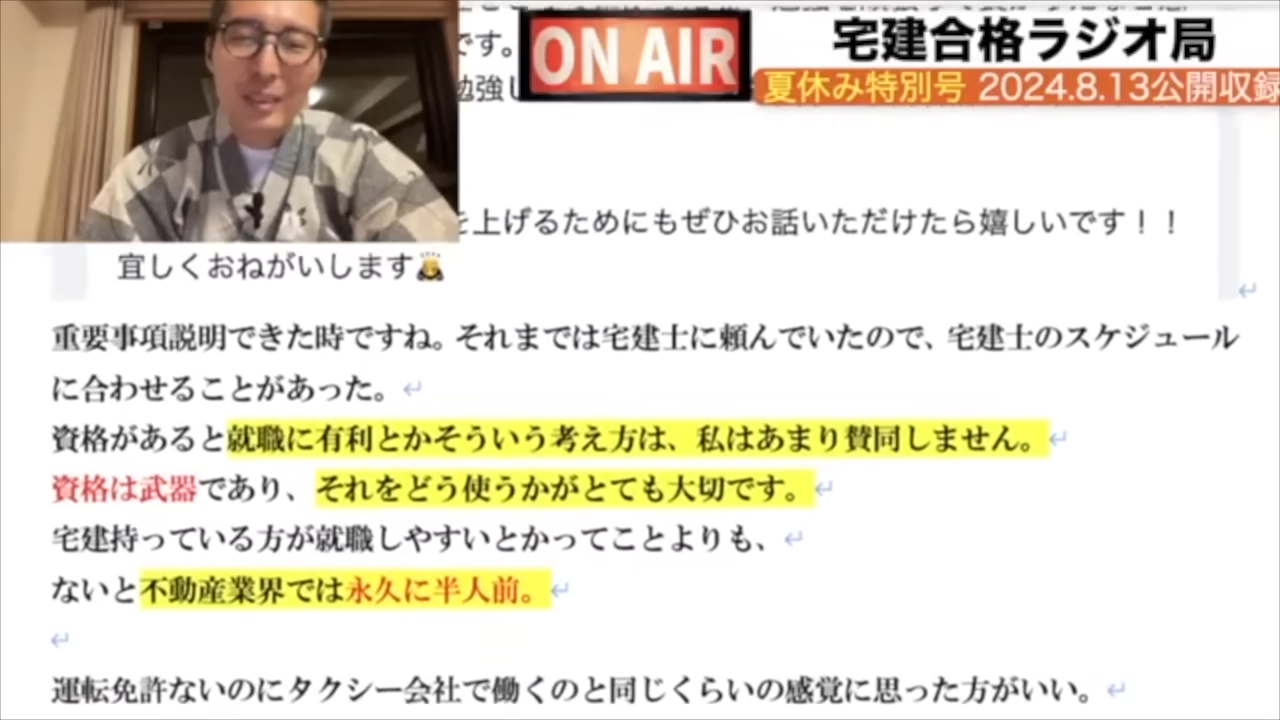 です。
ON AIR
宅建合格ラジオ局
勉強し
夏休み特別号 2024.8.13公開収録
を上げるためにもぜひお話いただけたら嬉しいです！！
宜しくおねがいします🙇
重要事項説明できた時ですね。それまでは宅建士に頼んでいたので、宅建士のスケジュール
に合わせることがあった。
資格があると就職に有利とかそういう考え方は、私はあまり賛同しません。
資格は武器であり、それをどう使うかがとても大切です。
宅建持っている方が就職しやすいとかってことよりも、
ないと不動産業界では永久に半人前。
運転免許ないのにタクシー会社で働くのと同じくらいの感覚に思った方がいい。